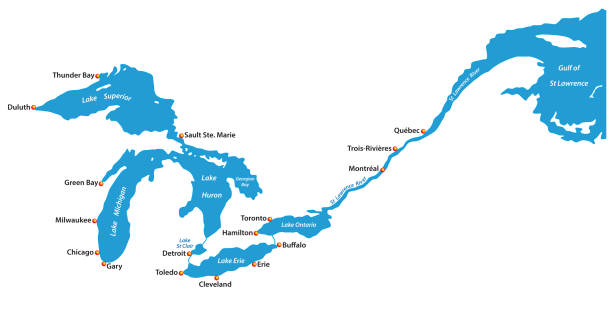 Thunder Bay
Duluth
Lake Superior
Sault Ste. Marie
Green Bay
Lake
Huron
Georgian
Bay
Lake Michigan
Milwaukee
Chicago
Gary
Lake
St Clair
Detroit
Toledo
Lake Erie
Cleveland
Erie
Buffalo
Toronto
Hamilton
Lake Ontario
St Lawrence River
Montréal
Trois-Rivières
Québec
St Lawrence River
Gulf of
St Lawrence